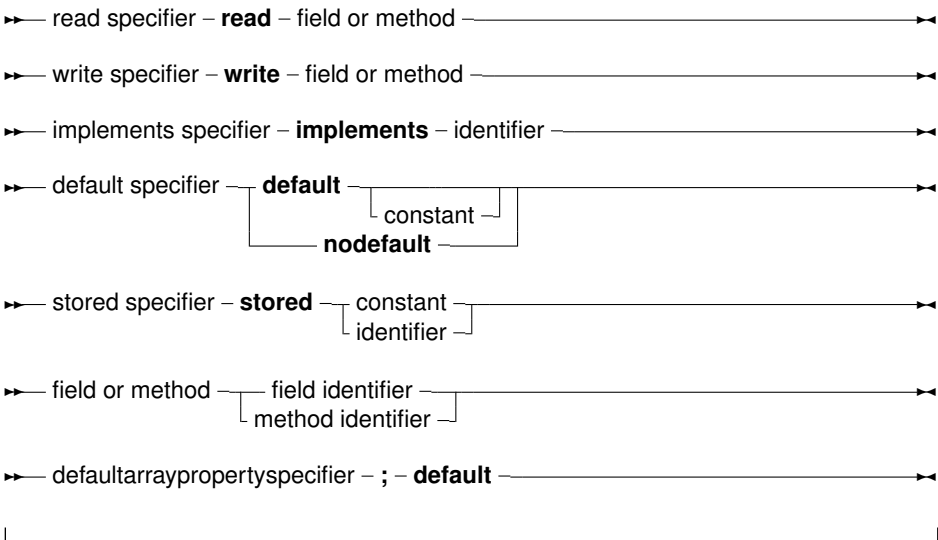 read specifier read field or method
write specifier write field or method
implements specifier implements identifier
default specifier default
constant
nodefault
stored specifier stored constant
identifier
field or method field identifier
method identifier
defaultarraypropertyspecifier ; default